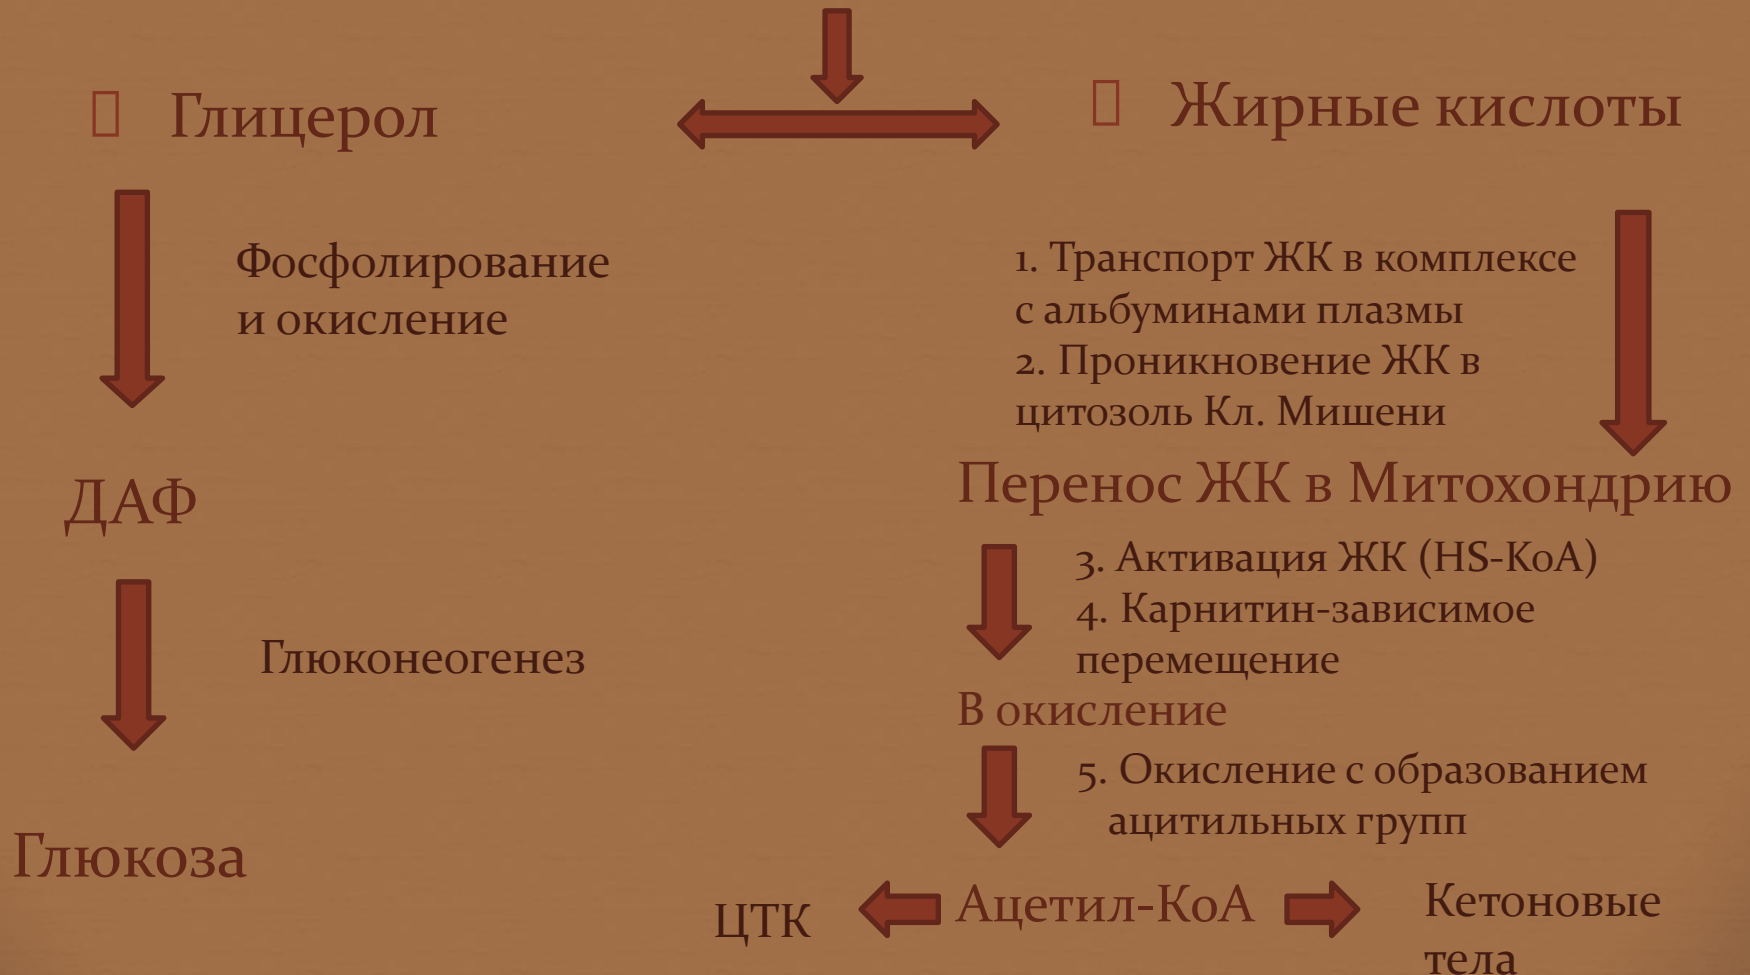 Глицерол
Жирные кислоты
Фосфолирование
и окисление
1. Транспорт ЖК в комплексе
с альбуминами плазмы
2. Проникновение ЖК в
цитозоль Кл. Мишени
ДАФ
Перенос ЖК в Митохондрию
3. Активация ЖК (HS-KoA)
4. Карнитин-зависимое
перемещение
Глюконеогенез
В окисление
5. Окисление с образованием
ацитильных групп
Глюкоза
ЦТК
Ацетил-КоА
Кетоновые
тела